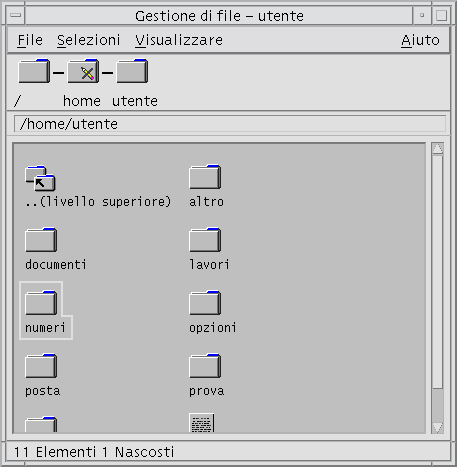 Gestione di file – utente
File Selezioni Visualizzare Aiuto
/ home utente
/home/utente
..(livello superiore) altro
documenti lavori
numeri opzioni
posta prova
11 Elementi 1 Nascosti